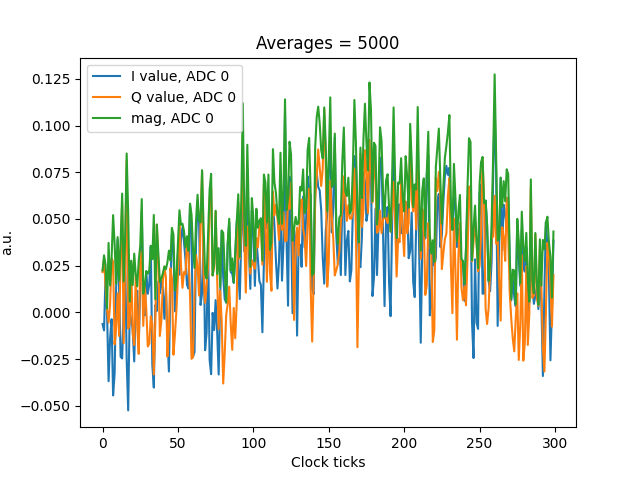 Averages = 5000
I value, ADC 0
Q value, ADC 0
mag, ADC 0
a.u.
0.125
0.100
0.075
0.050
0.025
0.000
−0.025
−0.050
0 50 100 150 200 250 300
Clock ticks